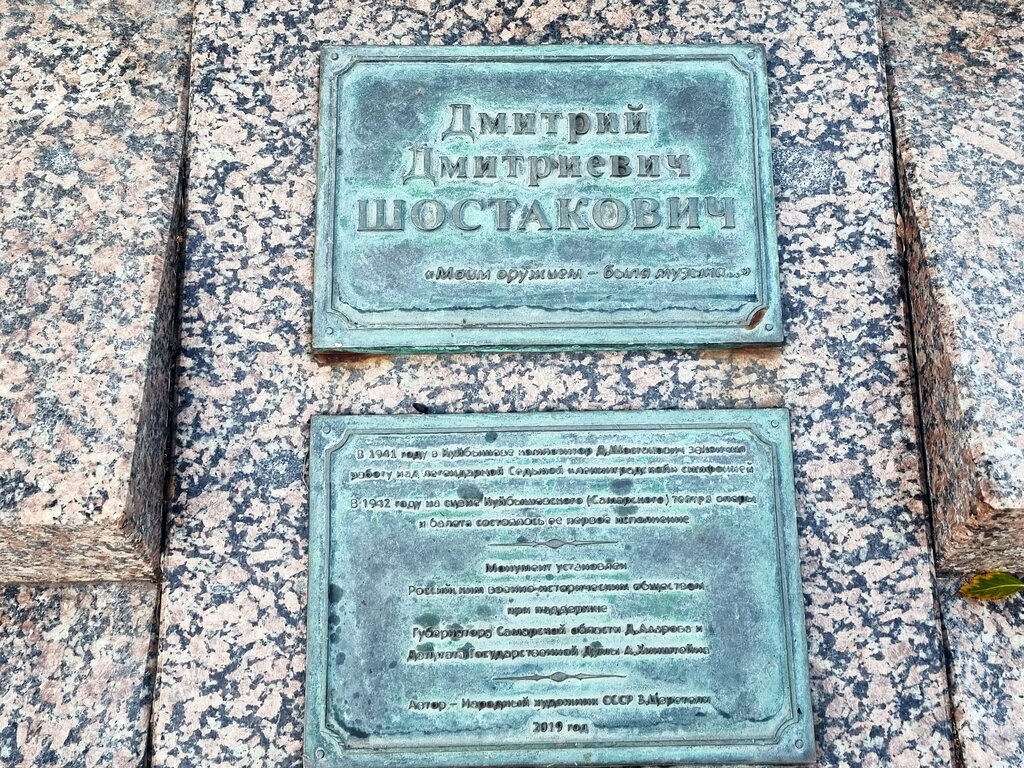 Дмитрий
Дмитриевич
ШОСТАКОВИЧ
«Моим оружием – была музыка...»
В 1941 году в Куйбышеве композитор Д.Шостакович закончил
работу над легендарной Седьмой «Ленинградской» симфонией
В 1942 году на сцене Куйбышевского (Самарского) театра оперы
и балета состоялось ее первое исполнение
Монумент установлен
Российским военно-историческим обществом
при поддержке
Губернатора Самарской области Д.Азарова и
Депутата Государственной Думы А.Хинштейна
Автор – Народный художник СССР З.Церетели
2019 год